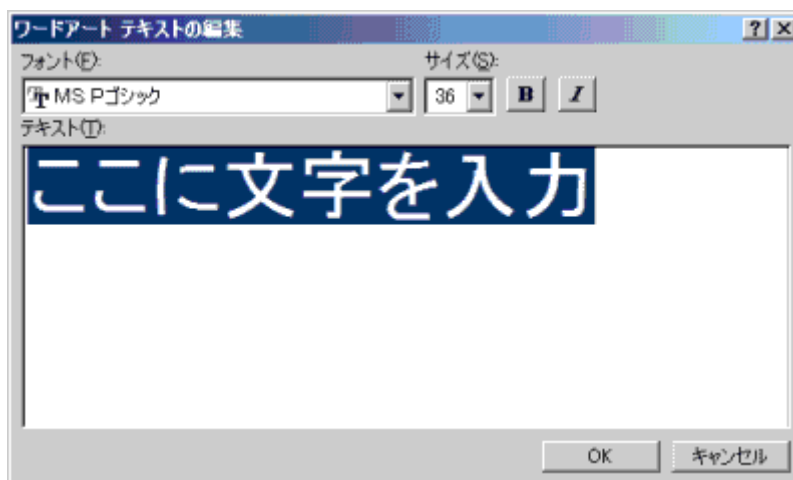 ワードアート テキストの編集
フォント(F): サイズ(S):
MS Pゴシック 36 B I
テキスト(T):
ここに文字を入力
OK キャンセル